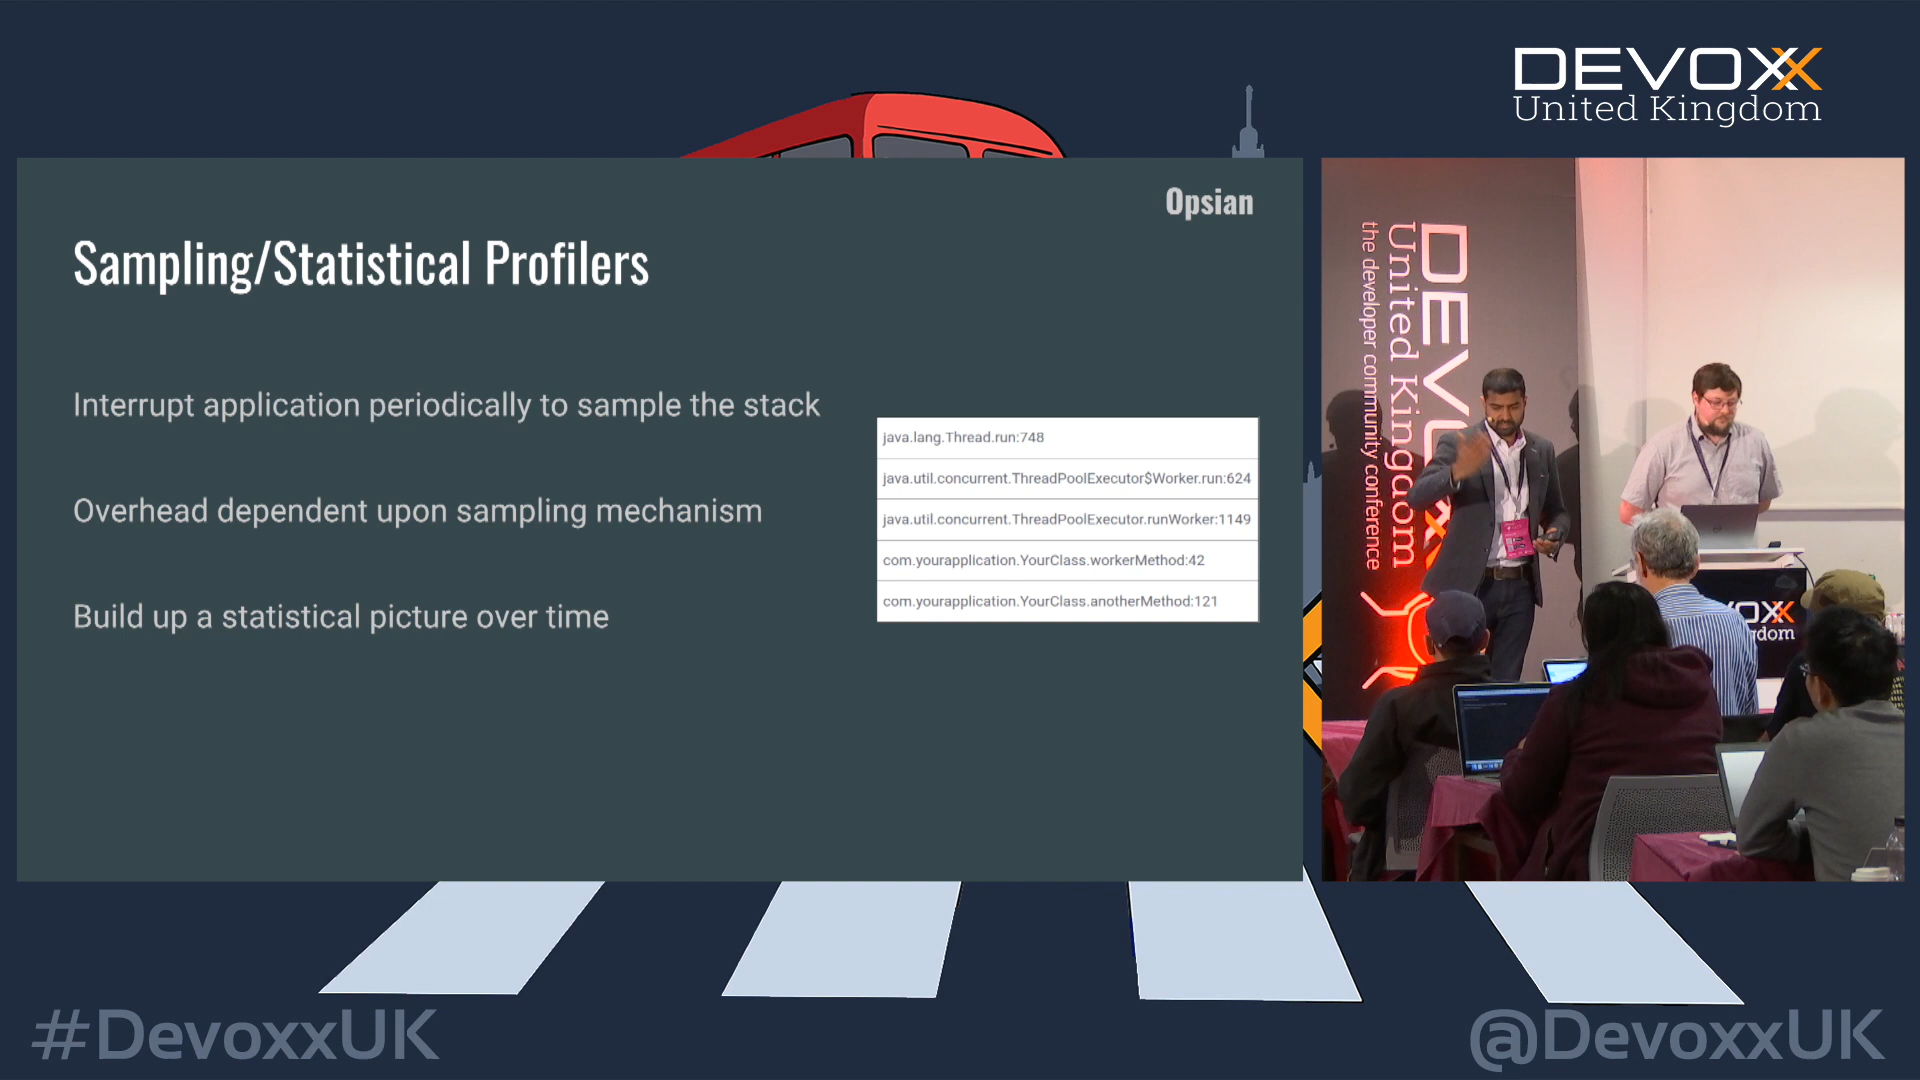 DEVOXX
United Kingdom
Opsian
Sampling/Statistical Profilers
Interrupt application periodically to sample the stack
Overhead dependent upon sampling mechanism
Build up a statistical picture over time
java.lang.Thread.run:748
java.util.concurrent.ThreadPoolExecutor$Worker.run:624
java.util.concurrent.ThreadPoolExecutor.runWorker:1149
com.yourapplication.YourClass.workerMethod:42
com.yourapplication.YourClass.anotherMethod:121
DEVOXX
United Kingdom
the developer community conference
#DevoxxUK
@DevoxxUK